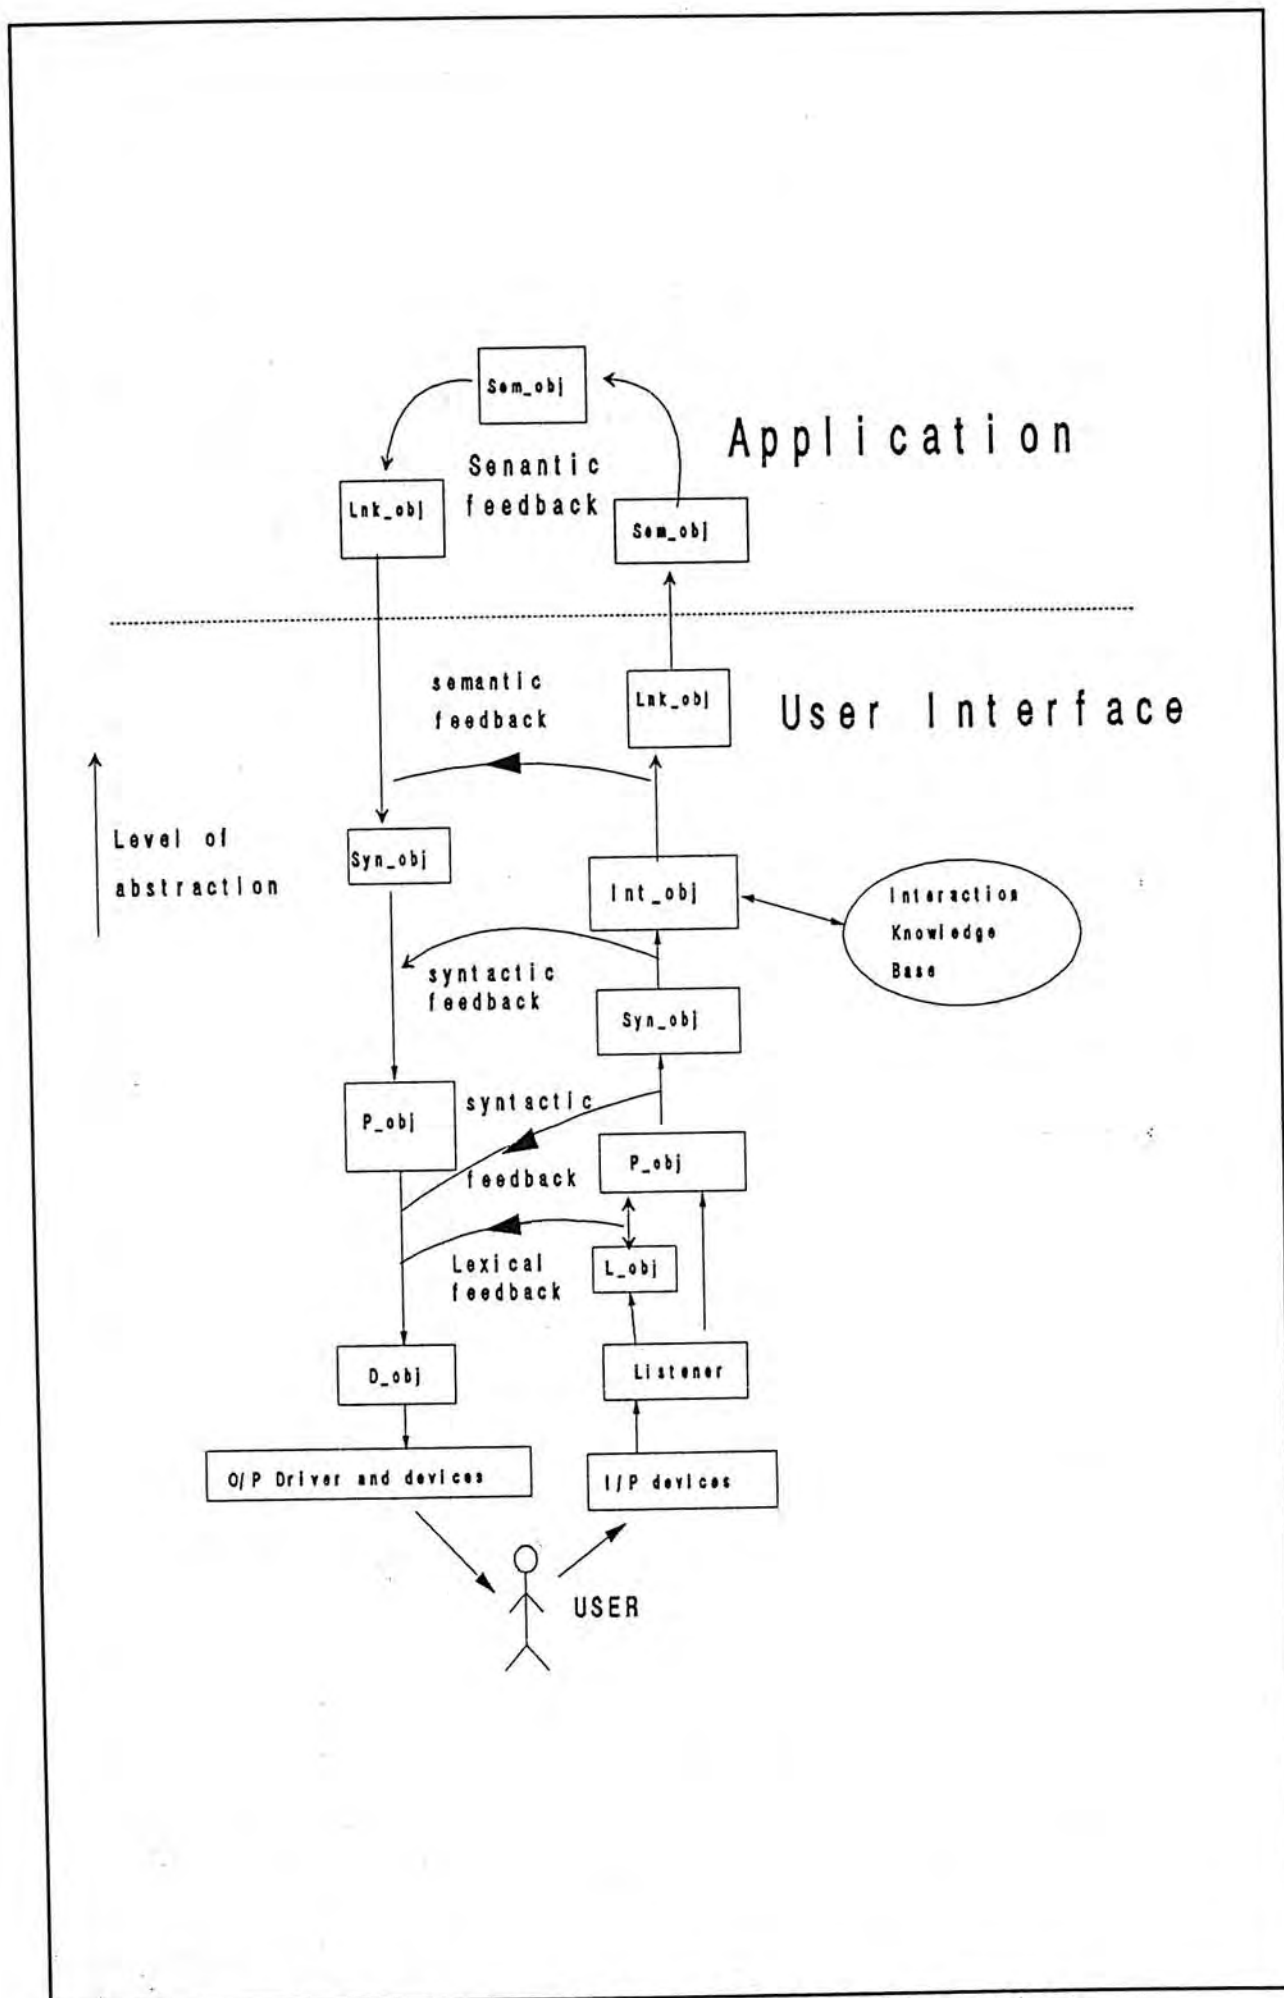 Sem_obj
Application
Senantic
feedback
Lnk_obj
Sem_obj
semantic
feedback
Lnk_obj
User Interface
Level of
abstraction
Syn_obj
Int_obj
Interaction
Knowledge
Base
syntactic
feedback
Syn_obj
P_obj
syntactic
feedback
P_obj
Lexical
feedback
L_obj
D_obj
Listener
O/P Driver and devices
I/P devices
USER